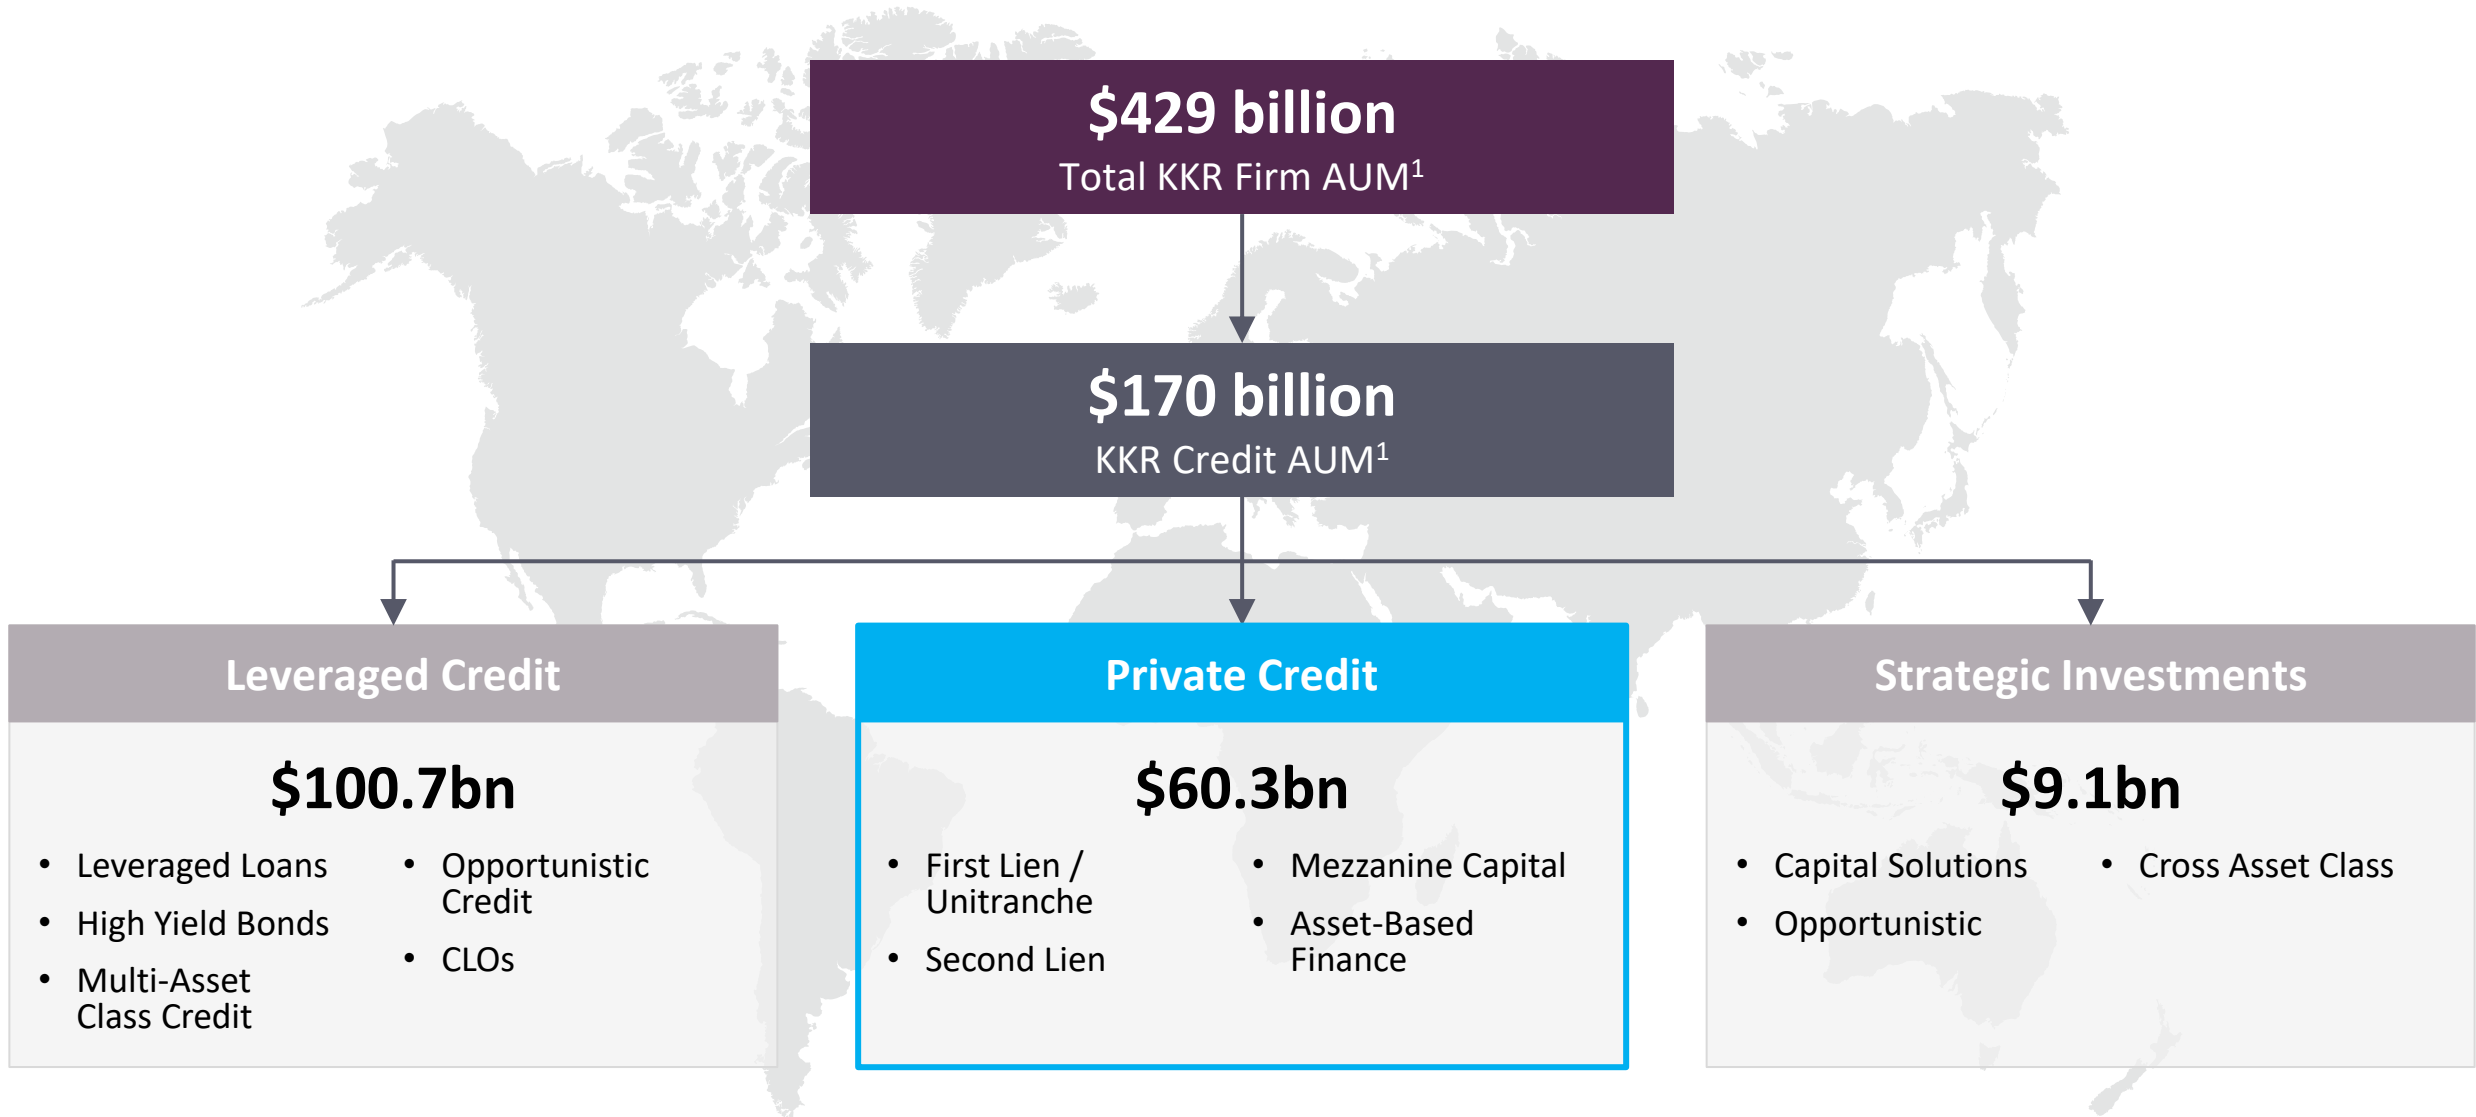 $429 billion
Total KKR Firm AUM¹
$170 billion
KKR Credit AUM¹
Leveraged Credit
$100.7bn
• Leveraged Loans
• High Yield Bonds
• Multi-Asset
Class Credit
• Opportunistic
Credit
• CLOs
Private Credit
$60.3bn
• First Lien /
Unitranche
• Second Lien
• Mezzanine Capital
• Asset-Based
Finance
Strategic Investments
$9.1bn
• Capital Solutions
• Opportunistic
• Cross Asset Class